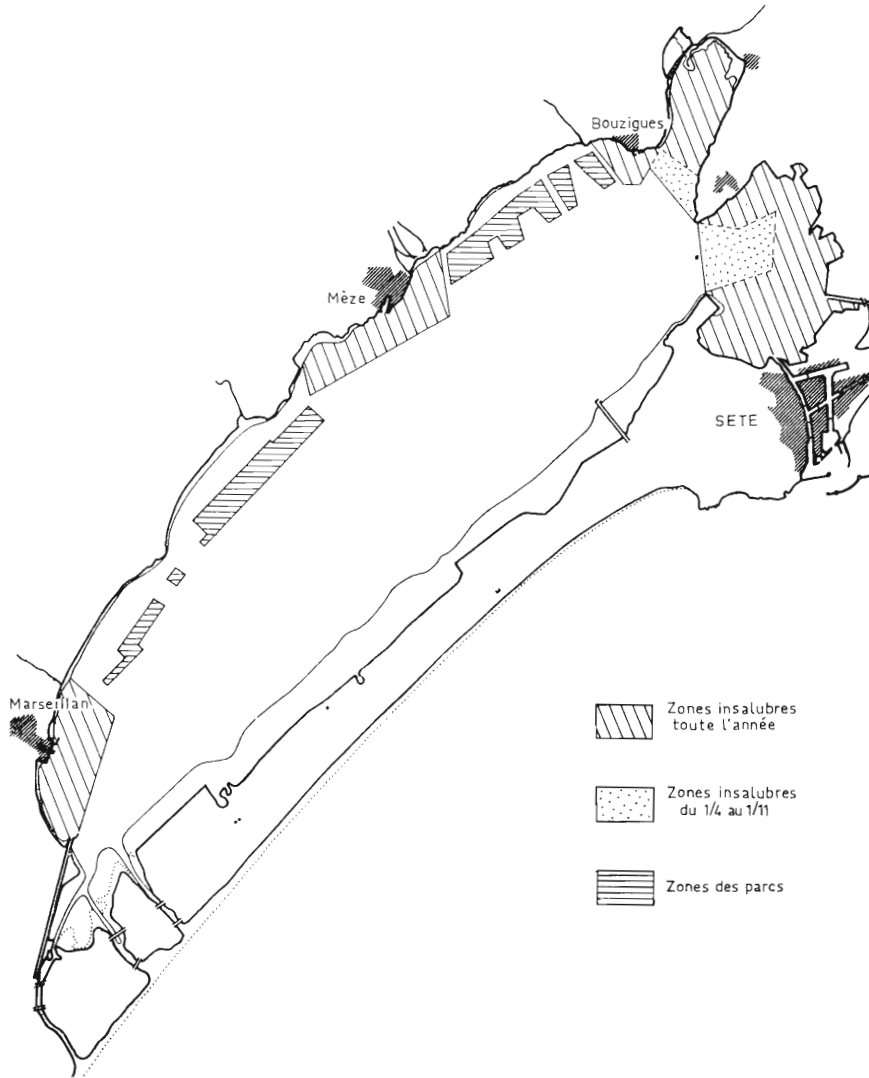 Bouzigues
Mèze
SETE
Marseillan
Zones insalubres
toute l'année
Zones insalubres
du 1/4 au 1/11
Zones des parcs